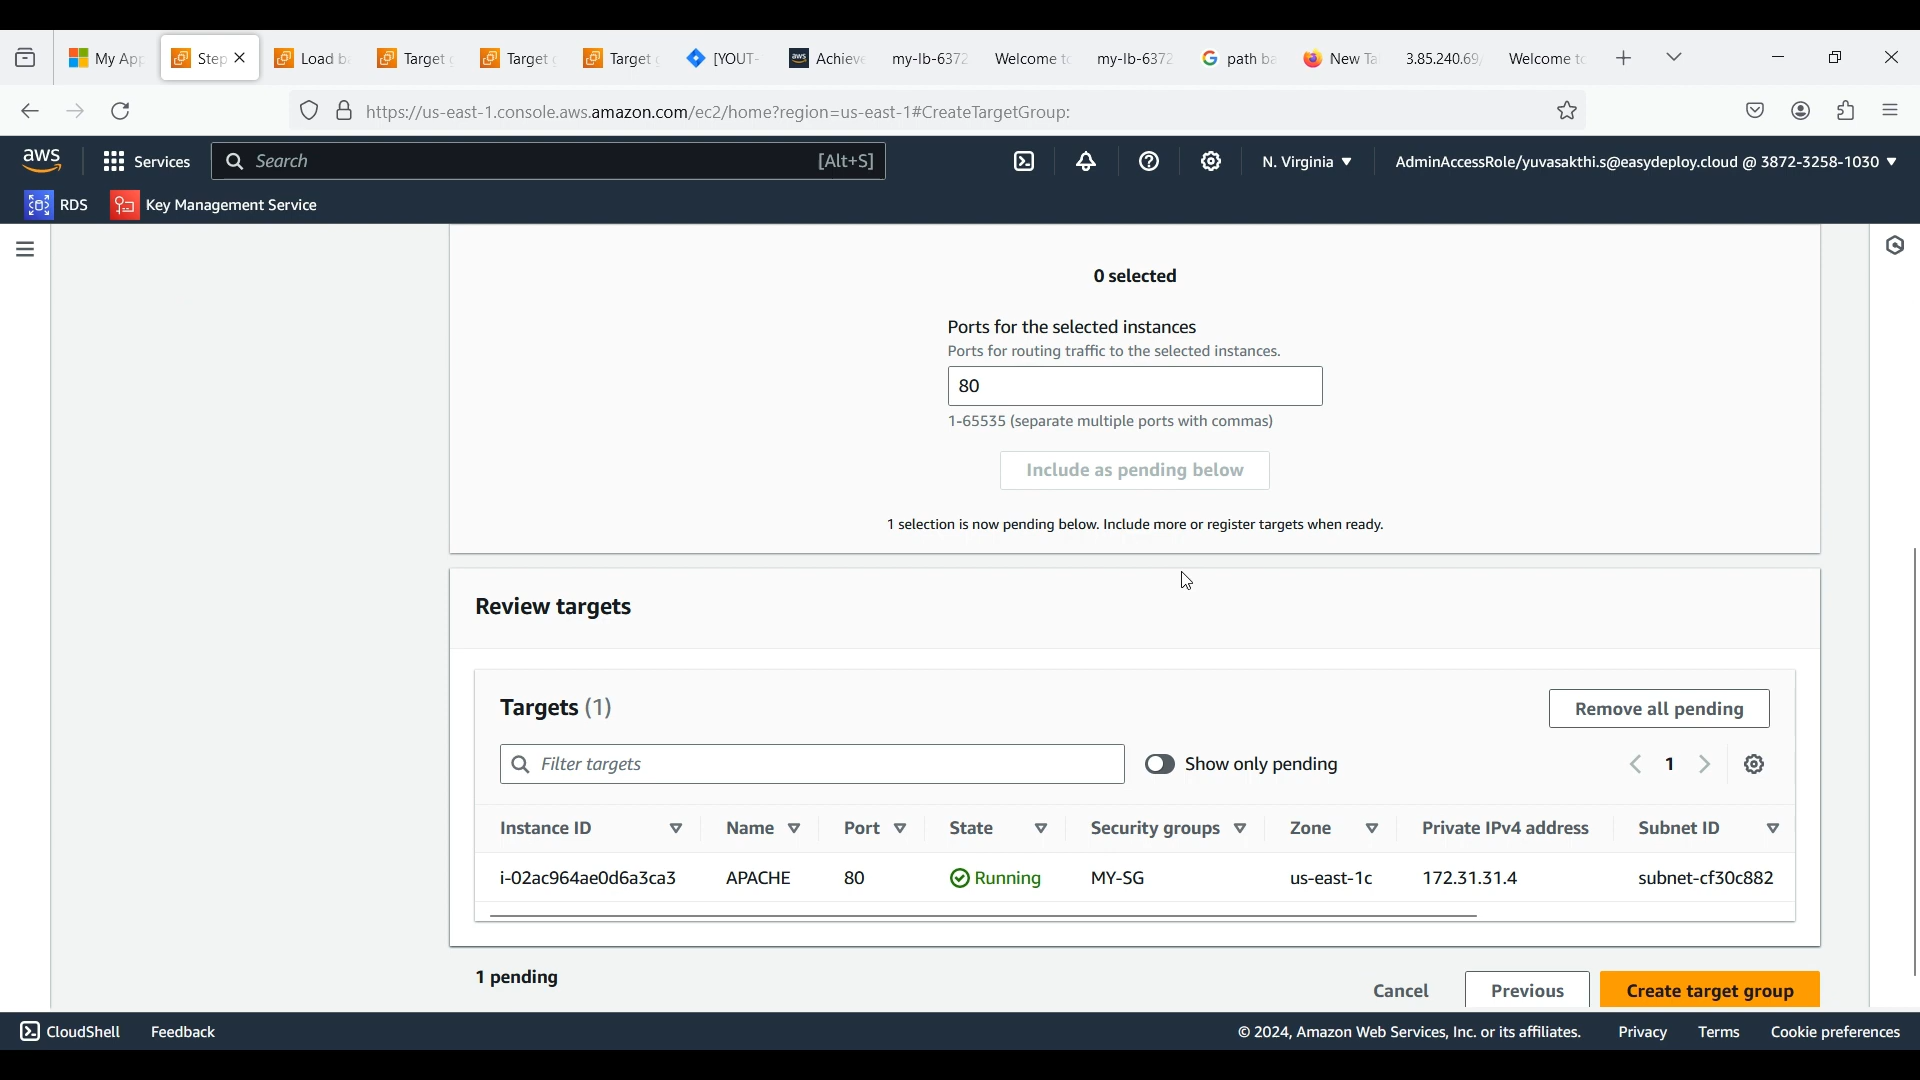 My App
Step
Load ba
Target g
Target g
Target g
[YOUT-
Achieve
my-lb-6372
Welcome to
my-lb-6372
path ba
New Ta
3.85.240.69/
Welcome to
https://us-east-1.console.aws.amazon.com/ec2/home?region=us-east-1#CreateTargetGroup:
aws
Services
Search
[Alt+S]
N. Virginia
AdminAccessRole/yuvasakthi.s@easydeploy.cloud @ 3872-3258-1030
RDS
Key Management Service
0 selected
Ports for the selected instances
Ports for routing traffic to the selected instances.
80
1-65535 (separate multiple ports with commas)
Include as pending below
1 selection is now pending below. Include more or register targets when ready.
Review targets
Targets (1)
Remove all pending
Filter targets
Show only pending
1
Instance ID Name Port State Security groups Zone Private IPv4 address Subnet ID
i-02ac964ae0d6a3ca3 APACHE 80 Running MY-SG us-east-1c 172.31.31.4 subnet-cf30c882
1 pending
Cancel
Previous
Create target group
CloudShell
Feedback
© 2024, Amazon Web Services, Inc. or its affiliates.
Privacy
Terms
Cookie preferences